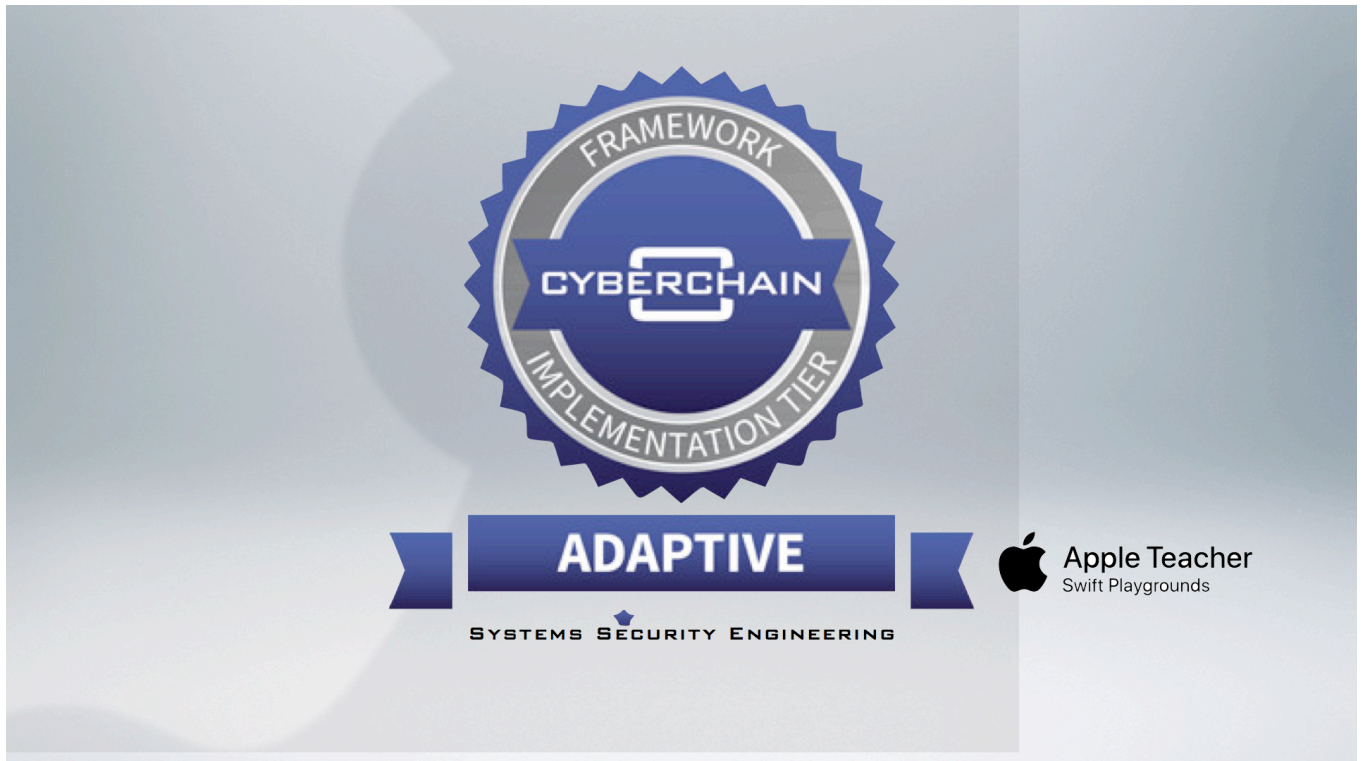 FRAMEWORK
CYBERCHAIN
IMPLEMENTATION TIER
ADAPTIVE
Apple Teacher
Swift Playgrounds
SYSTEMS SECURITY ENGINEERING